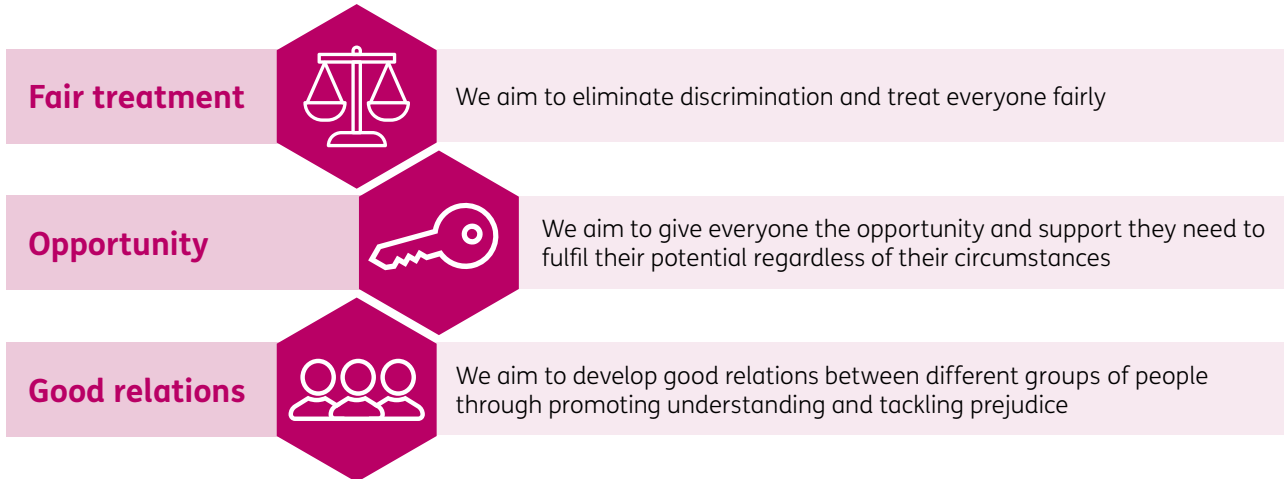 Fair treatment
We aim to eliminate discrimination and treat everyone fairly
Opportunity
We aim to give everyone the opportunity and support they need to
fulfil their potential regardless of their circumstances
Good relations
We aim to develop good relations between different groups of people
through promoting understanding and tackling prejudice